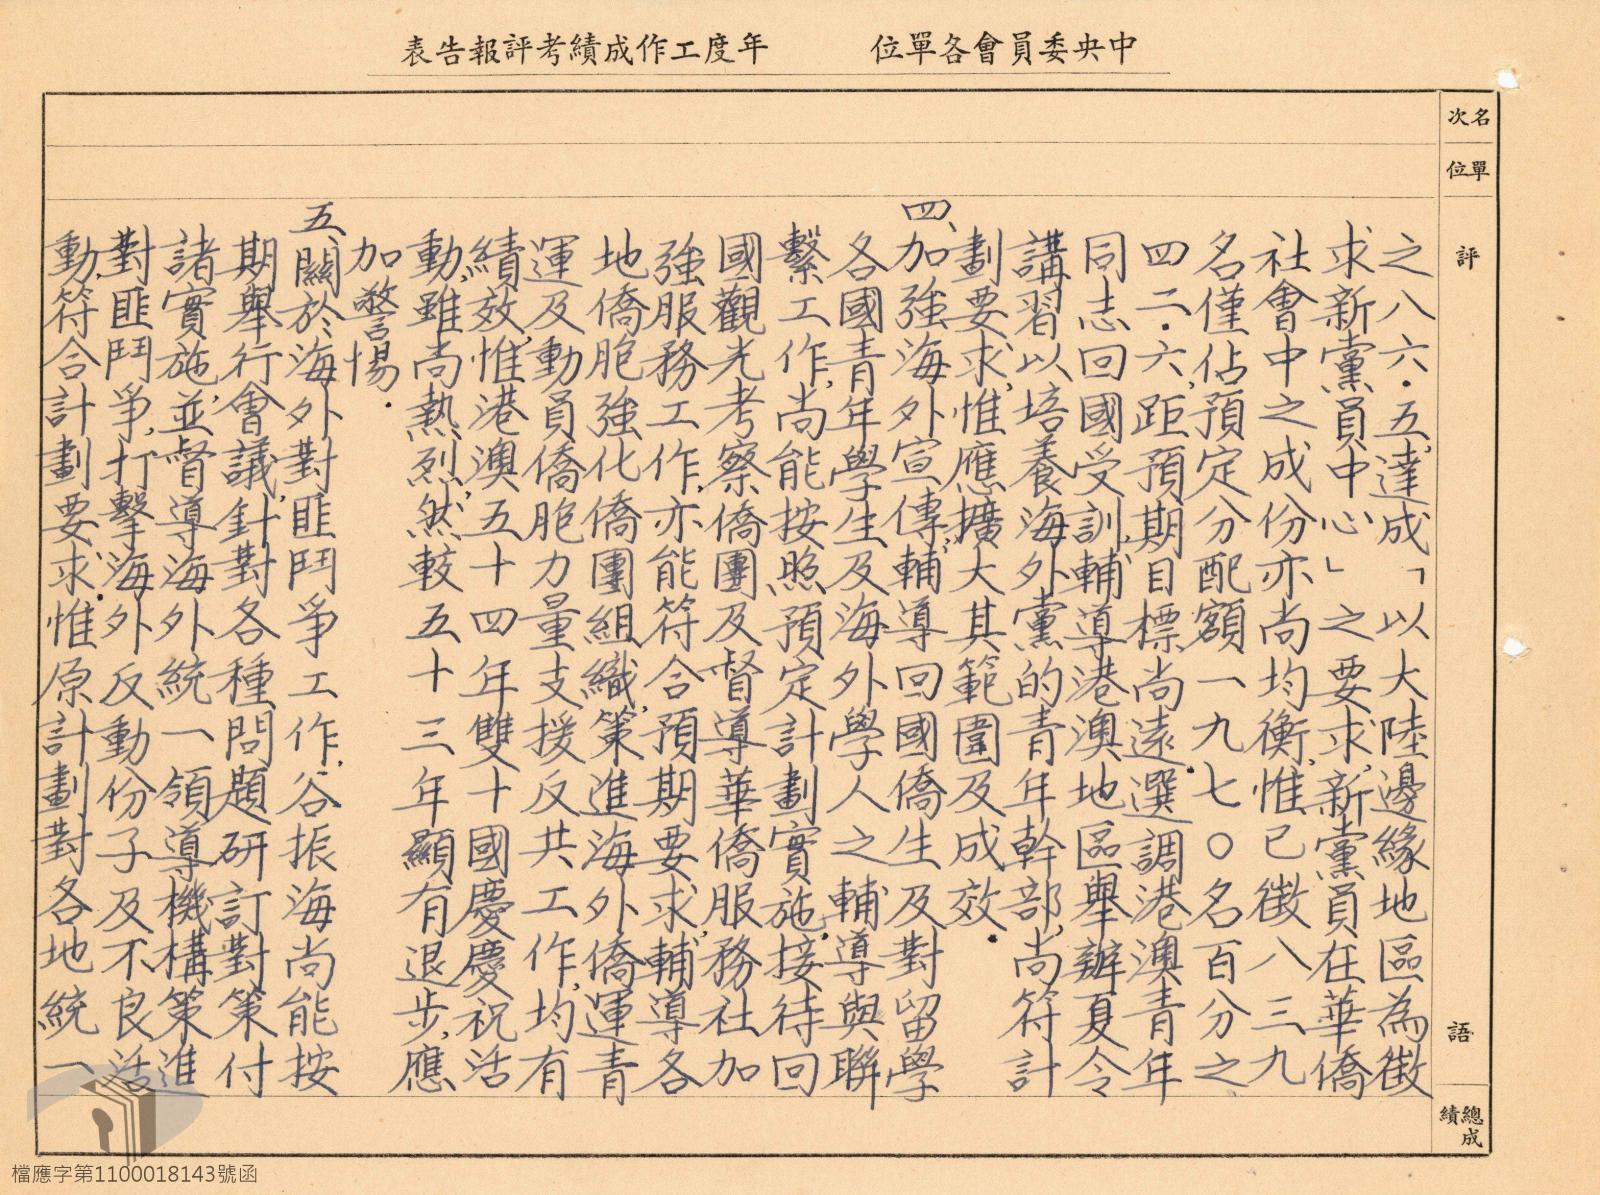 中央委員會各單位　　年度工作成績考評報告表
名次
單位
評語
總成績
之八六．五，達成「以大陸邊緣地區為徵
求新黨員中心」之要求，新黨員在華僑
社會中之成份亦尚均衡，惟已徵八三九
名僅佔預定分配額一九七〇名百分之
四二．六，距預期目標尚遠。選調港澳青年
同志回國受訓，輔導港澳地區舉辦夏令
講習，以培養海外黨的青年幹部，尚符計
劃要求，惟應擴大其範圍及成效。
四、加強海外宣傳，輔導回國僑生及對留學
各國青年學生及海外學人之輔導與聯
繫工作，尚能按照預定計劃實施。接待回
國觀光考察僑團及督導華僑服務社加
強服務工作，亦能符合預期要求，輔導各
地僑胞強化僑團組織，策進海外僑運青
運及動員僑胞力量支援反共工作，均有
績效，惟港澳五十四年雙十國慶慶祝活
動，雖尚熱烈，然較五十三年顯有退步，應
加警惕。
五、關於海外對匪鬥爭工作，谷振海尚能按
期舉行會議，針對各種問題研訂對策付
諸實施，並督導海外統一領導機構策進
對匪鬥爭，打擊海外反動份子及不良活
動，符合計劃要求。惟原計劃對各地統一
檔應字第1100018143號函